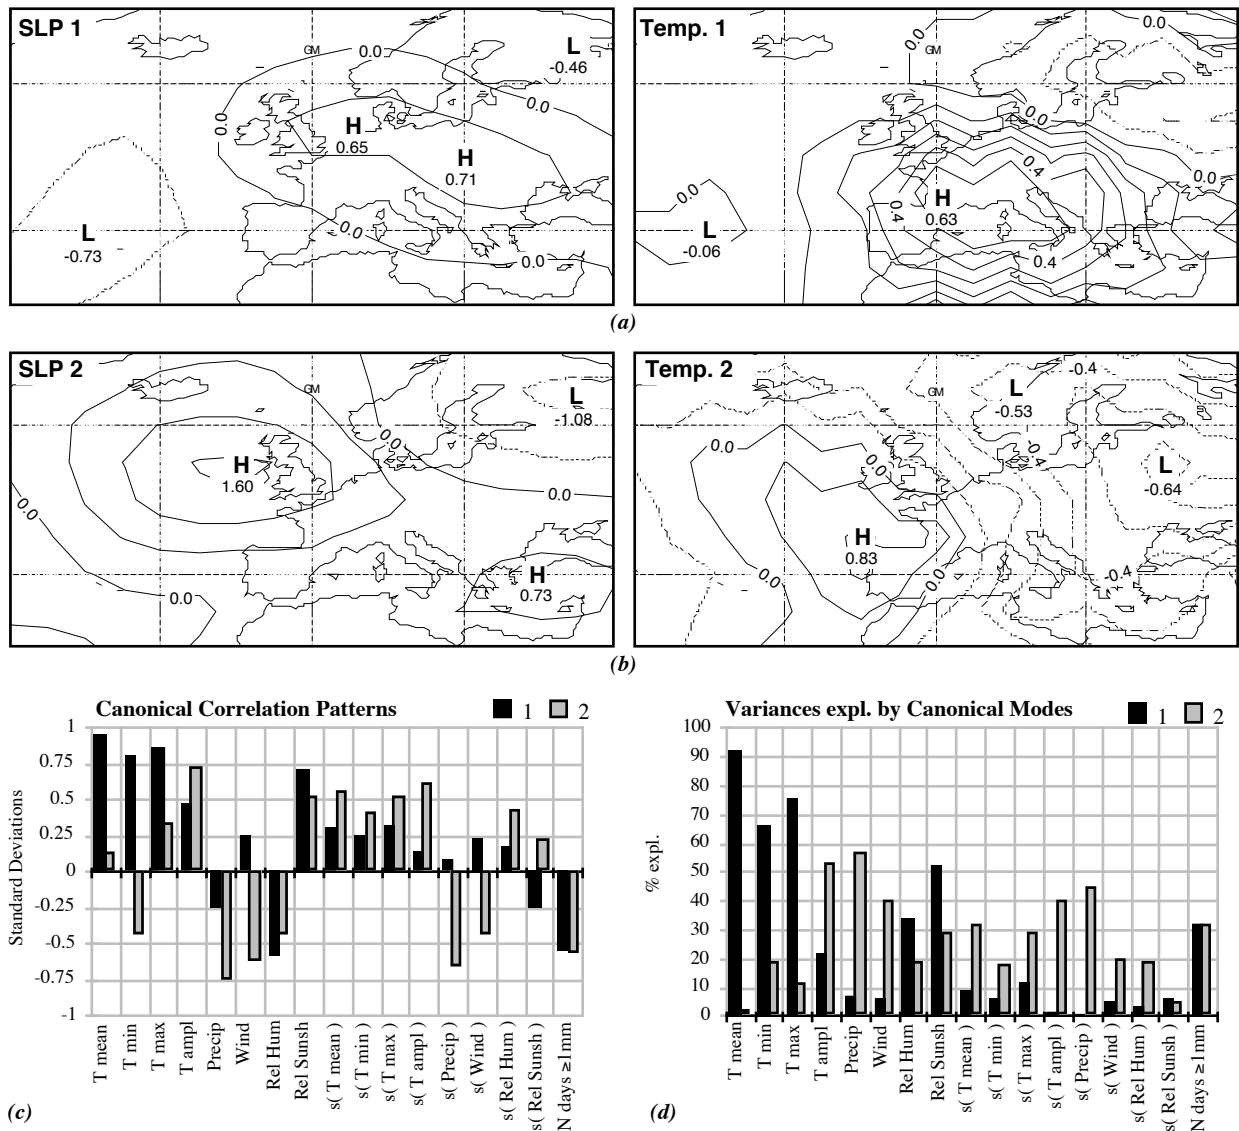 SLP 1
GM
0.0
L
-0.46
0.0
0.0
H
0.65
H
0.71
L
-0.73
0.0
0.0
Temp. 1
0.0
GM
0.0
0.0
0.0
0.4
H
0.63
0.4
0.4
0.0
L
-0.06
(a)
SLP 2
GM
L
-1.08
0.0
H
1.60
0.0
0.0
H
0.73
0.0
Temp. 2
GM
L
-0.53
-0.4
0.0
0.0
-0.4
L
-0.64
H
0.83
0.0
0.0
-0.4
(b)
Canonical Correlation Patterns
1 2
Standard Deviations
1
0.75
0.5
0.25
0
-0.25
-0.5
-0.75
-1
T mean
T min
T max
T ampl
Precip
Wind
Rel Hum
Rel Sunsh
s( T mean )
s( T min )
s( T max )
s( T ampl )
s( Precip )
s( Wind )
s( Rel Hum )
s( Rel Sunsh )
N days ≥1mm
(c)
Variances expl. by Canonical Modes
1 2
% expl.
100
90
80
70
60
50
40
30
20
10
0
T mean
T min
T max
T ampl
Precip
Wind
Rel Hum
Rel Sunsh
s( T mean )
s( T min )
s( T max )
s( T ampl )
s( Precip )
s( Wind )
s( Rel Hum )
s( Rel Sunsh )
N days ≥1mm
(d)